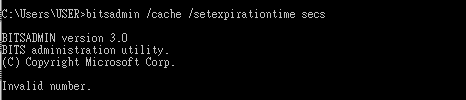 C:\Users\USER>bitsadmin /cache /setexpirationtime secs
BITSADMIN version 3.0
BITS administration utility.
(C) Copyright Microsoft Corp.
Invalid number.